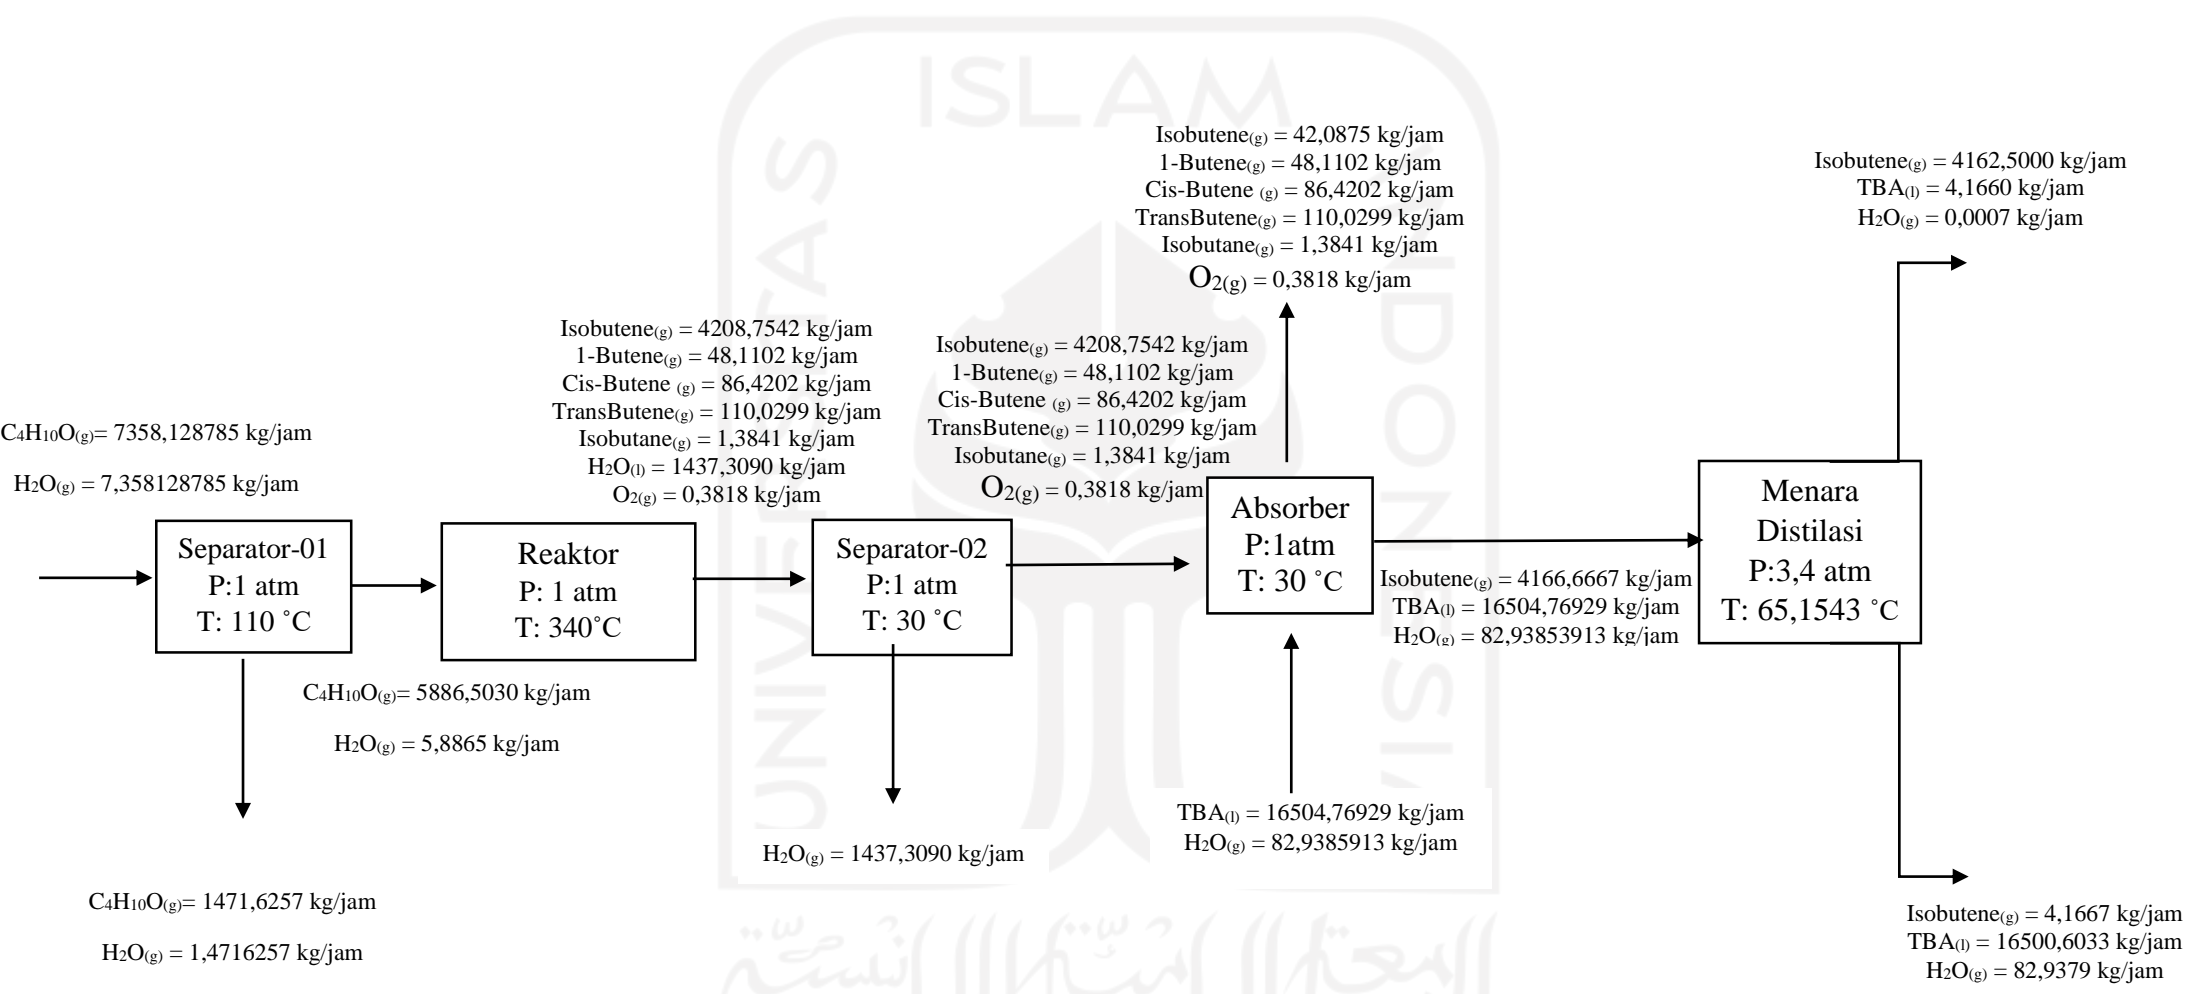 ISLAM
UNIVERSITAS
INDONESIA
Isobutene(g) = 42,0875 kg/jam
1-Butene(g) = 48,1102 kg/jam
Cis-Butene (g) = 86,4202 kg/jam
TransButene(g) = 110,0299 kg/jam
Isobutane(g) = 1,3841 kg/jam
O2(g) = 0,3818 kg/jam
Isobutene(g) = 4162,5000 kg/jam
TBA(l) = 4,1660 kg/jam
H2O(g) = 0,0007 kg/jam
Isobutene(g) = 4208,7542 kg/jam
1-Butene(g) = 48,1102 kg/jam
Cis-Butene (g) = 86,4202 kg/jam
TransButene(g) = 110,0299 kg/jam
Isobutane(g) = 1,3841 kg/jam
H2O(l) = 1437,3090 kg/jam
O2(g) = 0,3818 kg/jam
Isobutene(g) = 4208,7542 kg/jam
1-Butene(g) = 48,1102 kg/jam
Cis-Butene (g) = 86,4202 kg/jam
TransButene(g) = 110,0299 kg/jam
Isobutane(g) = 1,3841 kg/jam
O2(g) = 0,3818 kg/jam
C4H10O(g)= 7358,128785 kg/jam
H2O(g) = 7,358128785 kg/jam
Separator-01
P:1 atm
T: 110 ˚C
Reaktor
P: 1 atm
T: 340˚C
Separator-02
P:1 atm
T: 30 ˚C
Absorber
P:1atm
T: 30 ˚C
Menara
Distilasi
P:3,4 atm
T: 65,1543 ˚C
Isobutene(g) = 4166,6667 kg/jam
TBA(l) = 16504,76929 kg/jam
H2O(g) = 82,93853913 kg/jam
C4H10O(g)= 5886,5030 kg/jam
H2O(g) = 5,8865 kg/jam
TBA(l) = 16504,76929 kg/jam
H2O(g) = 82,9385913 kg/jam
H2O(g) = 1437,3090 kg/jam
C4H10O(g)= 1471,6257 kg/jam
H2O(g) = 1,4716257 kg/jam
Isobutene(g) = 4,1667 kg/jam
TBA(l) = 16500,6033 kg/jam
H2O(g) = 82,9379 kg/jam